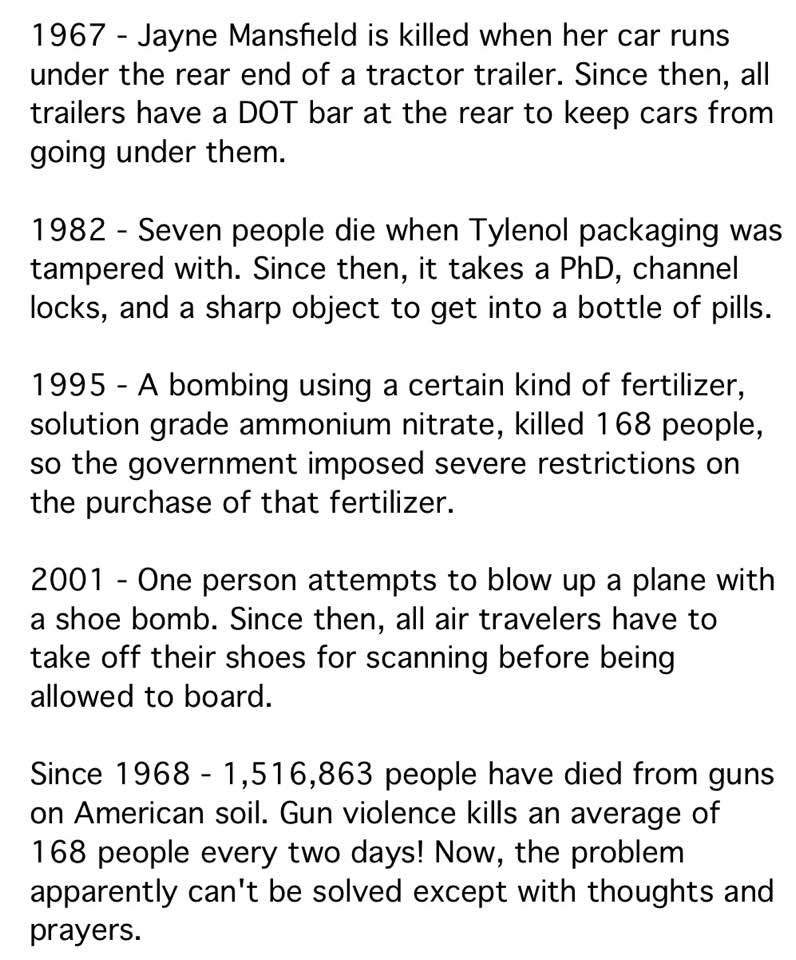 1967 - Jayne Mansfield is killed when her car runs
under the rear end of a tractor trailer. Since then, all
trailers have a DOT bar at the rear to keep cars from
going under them.
1982 - Seven people die when Tylenol packaging was
tampered with. Since then, it takes a PhD, channel
locks, and a sharp object to get into a bottle of pills.
1995 - A bombing using a certain kind of fertilizer,
solution grade ammonium nitrate, killed 168 people,
so the government imposed severe restrictions on
the purchase of that fertilizer.
2001 - One person attempts to blow up a plane with
a shoe bomb. Since then, all air travelers have to
take off their shoes for scanning before being
allowed to board.
Since 1968 - 1,516,863 people have died from guns
on American soil. Gun violence kills an average of
168 people every two days! Now, the problem
apparently can't be solved except with thoughts and
prayers.